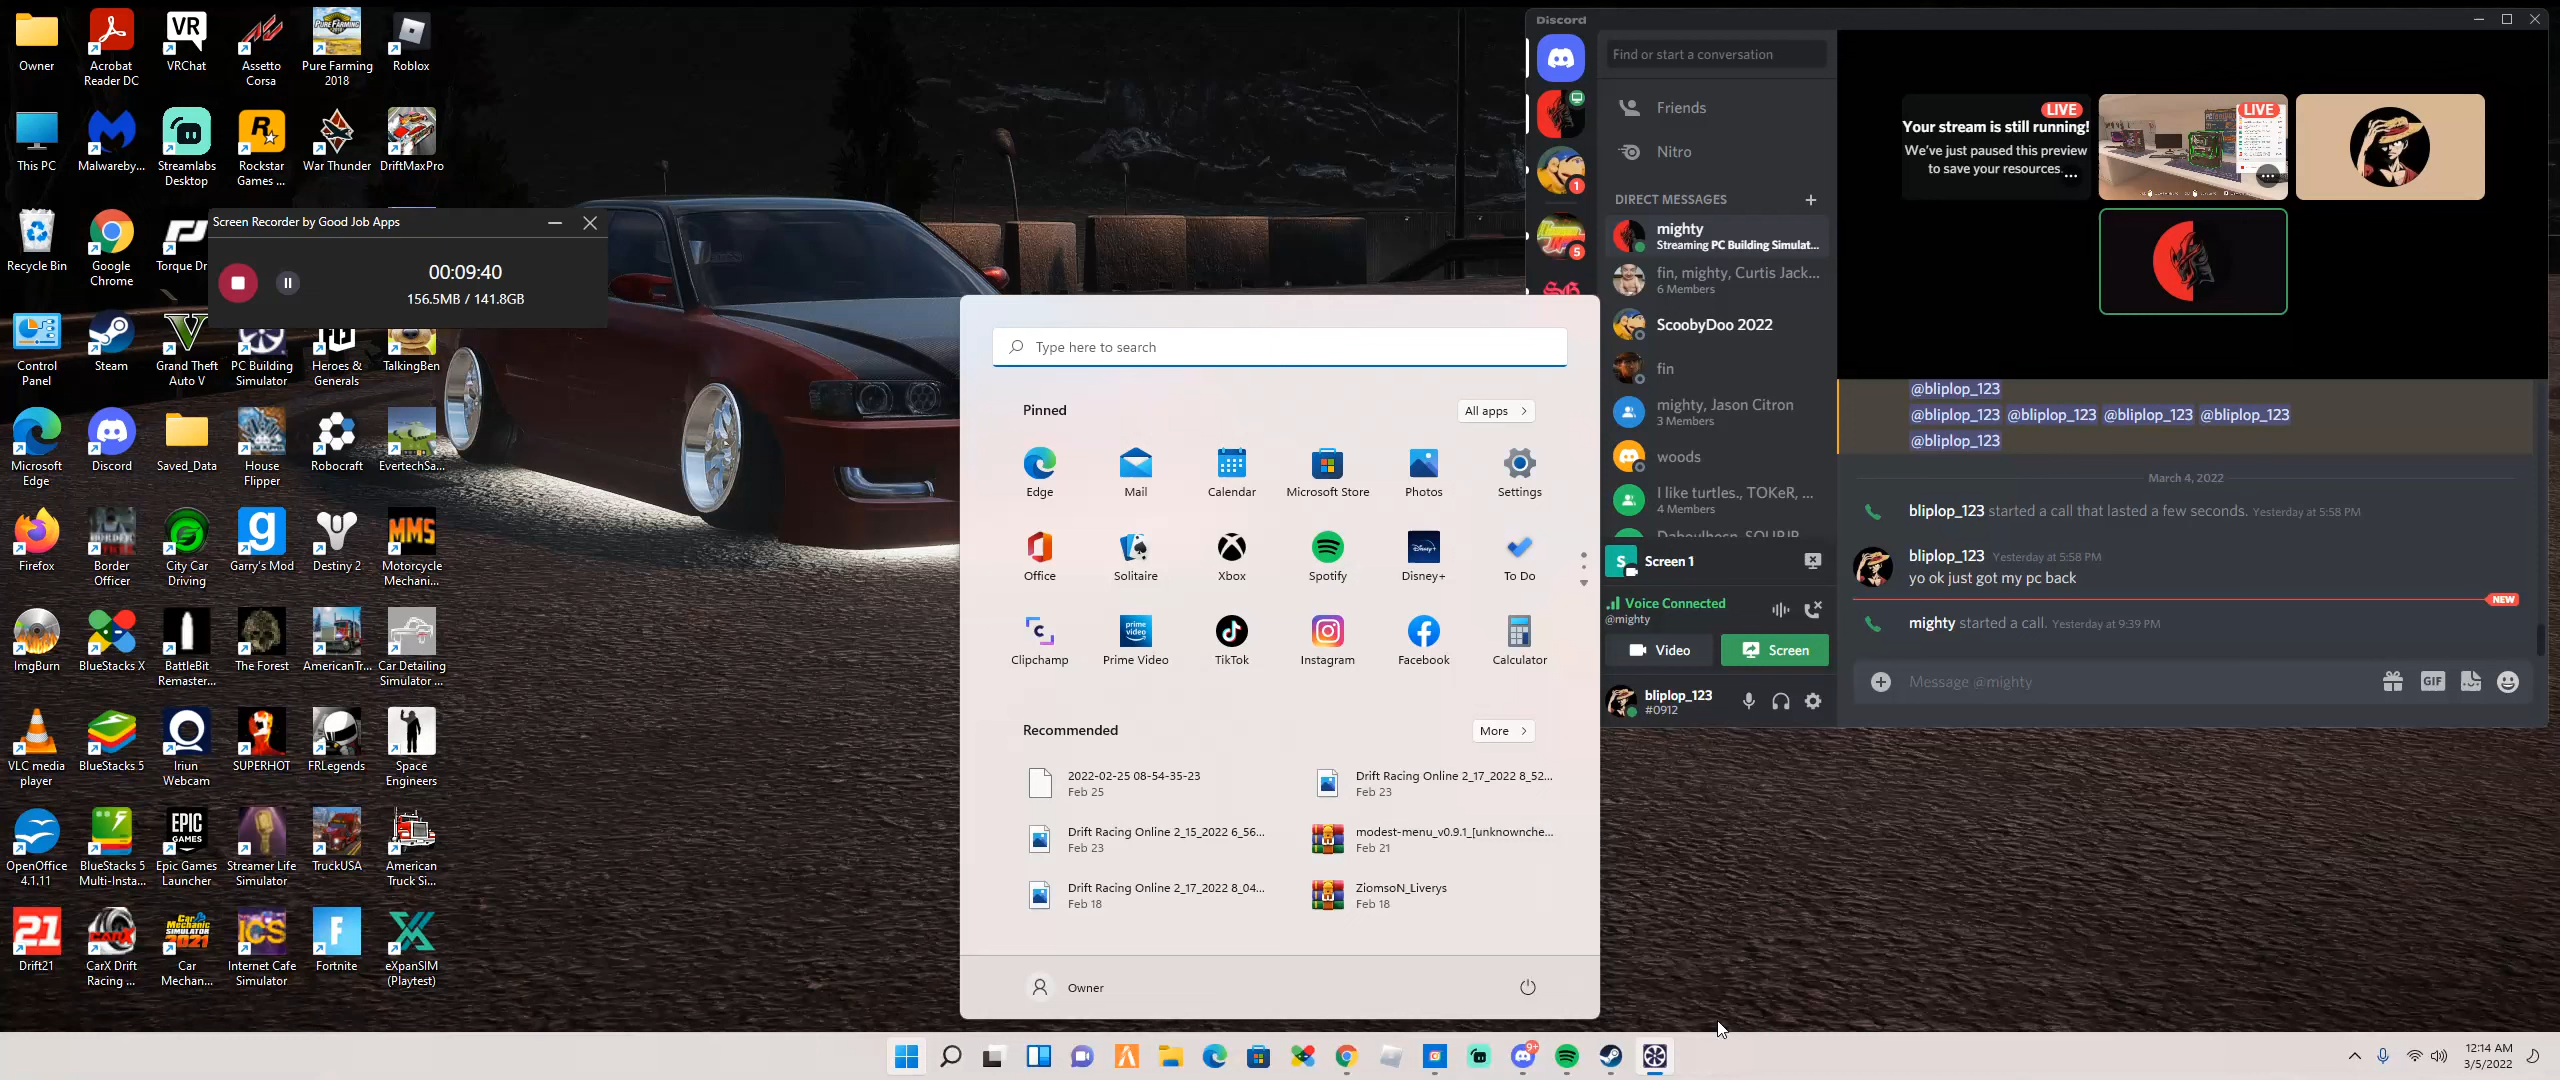 Owner
Acrobat
Reader DC
VRChat
Assetto
Corsa
Pure Farming
2018
Roblox
This PC
Malwareby...
Streamlabs
Desktop
Rockstar
Games ...
War Thunder
DriftMaxPro
Recycle Bin
Google
Chrome
Torque Dr
Screen Recorder by Good Job Apps
00:09:40
156.5MB / 141.8GB
Control
Panel
Steam
Grand Theft
Auto V
PC Building
Simulator
Heroes &
Generals
TalkingBen
Microsoft
Edge
Discord
Saved_Data
House
Flipper
Robocraft
EvertechSa...
Firefox
Border
Officer
City Car
Driving
Garry's Mod
Destiny 2
Motorcycle
Mechani...
ImgBurn
BlueStacks X
BattleBit
Remaster...
The Forest
AmericanTr...
Car Detailing
Simulator ...
VLC media
player
BlueStacks 5
Iriun
Webcam
SUPERHOT
FRLegends
Space
Engineers
OpenOffice
4.1.11
BlueStacks 5
Multi-Insta...
Epic Games
Launcher
Streamer Life
Simulator
TruckUSA
American
Truck Si...
Drift21
CarX Drift
Racing ...
Car
Mechan...
Internet Cafe
Simulator
Fortnite
eXpanSIM
(Playtest)
Type here to search
Pinned
All apps
Edge
Mail
Calendar
Microsoft Store
Photos
Settings
Office
Solitaire
Xbox
Spotify
Disney+
To Do
Clipchamp
Prime Video
TikTok
Instagram
Facebook
Calculator
Recommended
More
2022-02-25 08-54-35-23
Feb 25
Drift Racing Online 2_17_2022 8_52...
Feb 23
Drift Racing Online 2_15_2022 6_56...
Feb 23
modest-menu_v0.9.1_[unknownche...
Feb 21
Drift Racing Online 2_17_2022 8_04...
Feb 18
ZiomsoN_Liverys
Feb 18
Owner
Discord
Find or start a conversation
Friends
Nitro
DIRECT MESSAGES
mighty
Streaming PC Building Simulat...
fin, mighty, Curtis Jack...
6 Members
ScoobyDoo 2022
fin
mighty, Jason Citron
3 Members
woods
I like turtles., TOKeR, ...
4 Members
Screen 1
Voice Connected
@mighty
Video
Screen
bliplop_123
#0912
LIVE
Your stream is still running!
We've just paused this preview
to save your resources.
LIVE
@bliplop_123
@bliplop_123 @bliplop_123 @bliplop_123 @bliplop_123
@bliplop_123
March 4, 2022
bliplop_123 started a call that lasted a few seconds. Yesterday at 5:58 PM
bliplop_123 Yesterday at 5:58 PM
yo ok just got my pc back
NEW
mighty started a call. Yesterday at 9:39 PM
Message @mighty
GIF
12:14 AM
3/5/2022